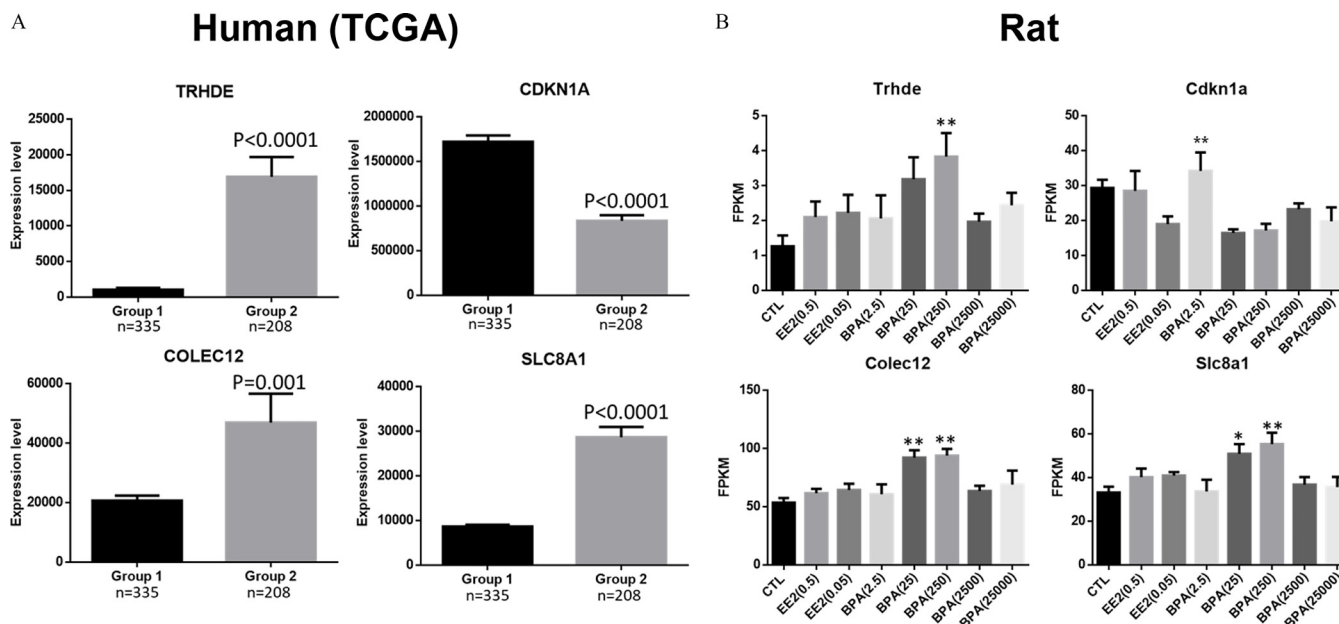 A
Human (TCGA)
TRHDE
Expression level
25000
20000
15000
10000
5000
0
P<0.0001
Group 1
n=335
Group 2
n=208
CDKN1A
Expression level
2000000
1500000
1000000
500000
0
P<0.0001
Group 1
n=335
Group 2
n=208
COLEC12
Expression level
60000
40000
20000
0
P=0.001
Group 1
n=335
Group 2
n=208
SLC8A1
Expression level
40000
30000
20000
10000
0
P<0.0001
Group 1
n=335
Group 2
n=208
B
Rat
Trhde
FPKM
5
4
3
2
1
0
**
CTL
EE2(0.5)
EE2(0.05)
BPA(2.5)
BPA(25)
BPA(250)
BPA(2500)
BPA(25000)
Cdkn1a
FPKM
30
20
10
0
**
CTL
EE2(0.5)
EE2(0.05)
BPA(2.5)
BPA(25)
BPA(250)
BPA(2500)
BPA(25000)
Colec12
FPKM
150
100
50
0
**
**
CTL
EE2(0.5)
EE2(0.05)
BPA(2.5)
BPA(25)
BPA(250)
BPA(2500)
BPA(25000)
Slc8a1
FPKM
80
60
40
20
0
*
**
CTL
EE2(0.5)
EE2(0.05)
BPA(2.5)
BPA(25)
BPA(250)
BPA(2500)
BPA(25000)